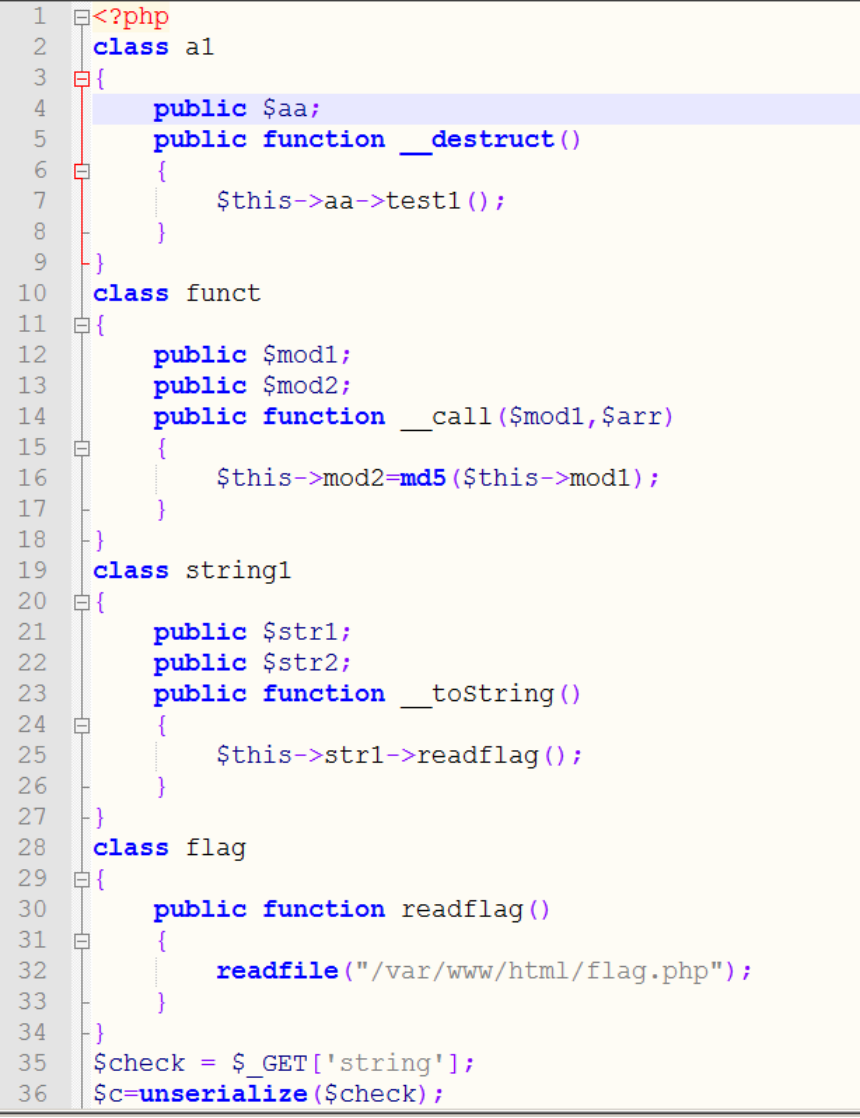 1 <?php
2 class a1
3 {
4     public $aa;
5     public function __destruct()
6     {
7         $this->aa->test1();
8     }
9 }
10 class funct
11 {
12     public $mod1;
13     public $mod2;
14     public function __call($mod1,$arr)
15     {
16         $this->mod2=md5($this->mod1);
17     }
18 }
19 class string1
20 {
21     public $str1;
22     public $str2;
23     public function __toString()
24     {
25         $this->str1->readflag();
26     }
27 }
28 class flag
29 {
30     public function readflag()
31     {
32         readfile("/var/www/html/flag.php");
33     }
34 }
35 $check = $_GET['string'];
36 $c=unserialize($check);